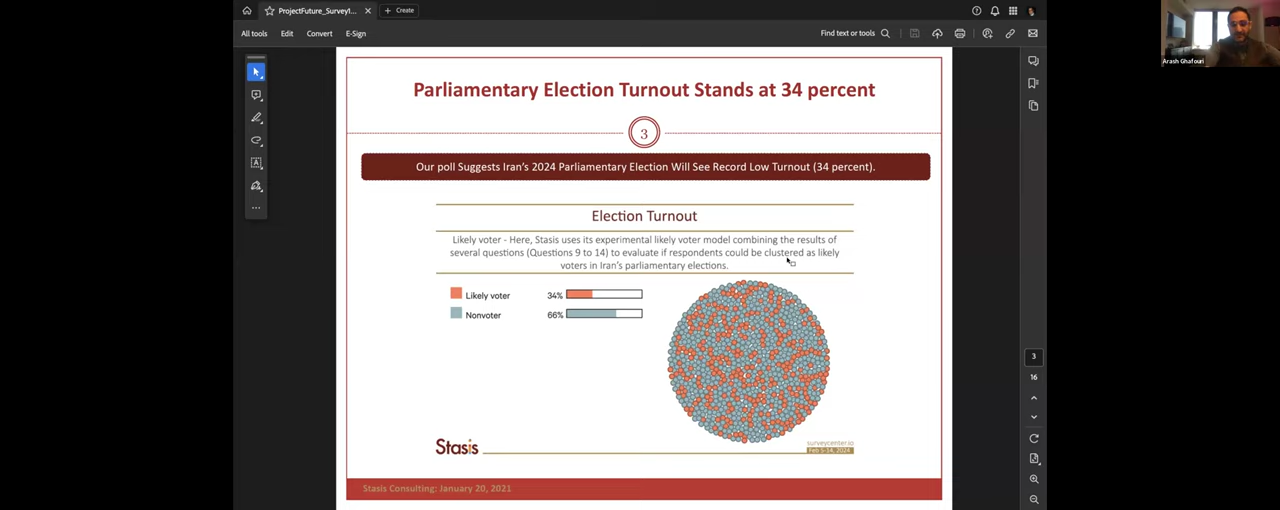 ProjectFuture_Survey1...
Create
All tools
Edit
Convert
E-Sign
Find text or tools
Arash Ghafouri
Parliamentary Election Turnout Stands at 34 percent
3
Our poll Suggests Iran's 2024 Parliamentary Election Will See Record Low Turnout (34 percent).
Election Turnout
Likely voter - Here, Stasis uses its experimental likely voter model combining the results of
several questions (Questions 9 to 14) to evaluate if respondents could be clustered as likely
voters in Iran's parliamentary elections.
Likely voter 34%
Nonvoter 66%
3
16
Stasis
surveycenter.io
Feb 5-14, 2024
Stasis Consulting: January 20, 2021